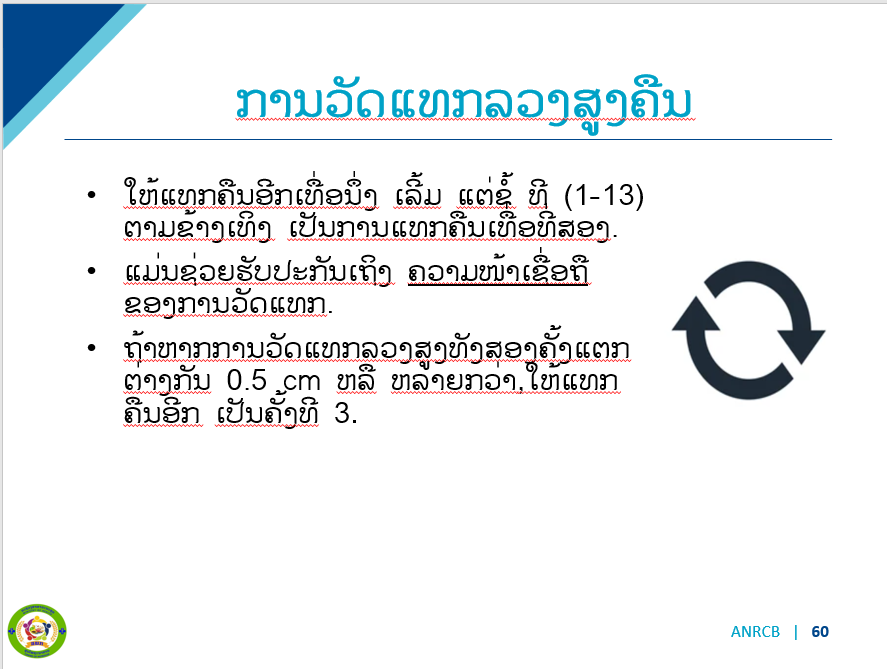 ການວັດແທກລວງສູງຄືນ
• ໃຫ້ແທກຄືນອີກເທື່ອນຶ່ງ ເລີ້ມ ແຕ່ຂໍ້ ທີ (1-13)
ຕາມຂ້າງເທິງ ເປັນການແທກຄືນເທື່ອທີສອງ.
• ແມ່ນຊ່ວຍຮັບປະກັນເຖິງ ຄວາມໜ້າເຊື່ອຖື
ຂອງການວັດແທກ.
• ຖ້າຫາກການວັດແທກລວງສູງທັງສອງຄັ້ງແຕກ
ຕ່າງກັນ 0.5 cm ຫລື ຫລາຍກວ່າ,ໃຫ້ແທກ
ຄືນອີກ ເປັນຄັ້ງທີ 3.
ANRCB | 60